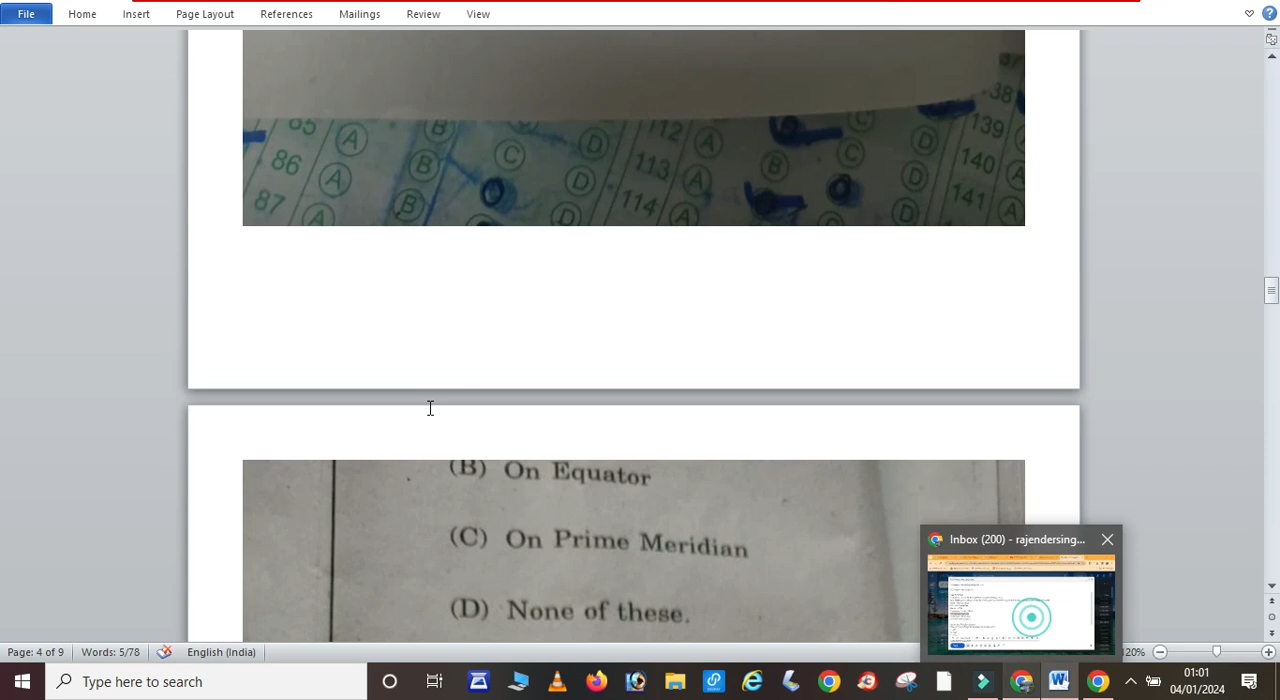 File Home Insert Page Layout References Mailings Review View
85 A B D 112 A C 138
86 A B C D 113 A B C D 139
87 A B D 114 A C D 140 A
141 A
(B) On Equator
(C) On Prime Meridian
(D) None of these.
Inbox (200) - rajendersing...
Page: 4 of 9 Words: 5/78 English (India) 120%
Type here to search
01:01
04/01/2024